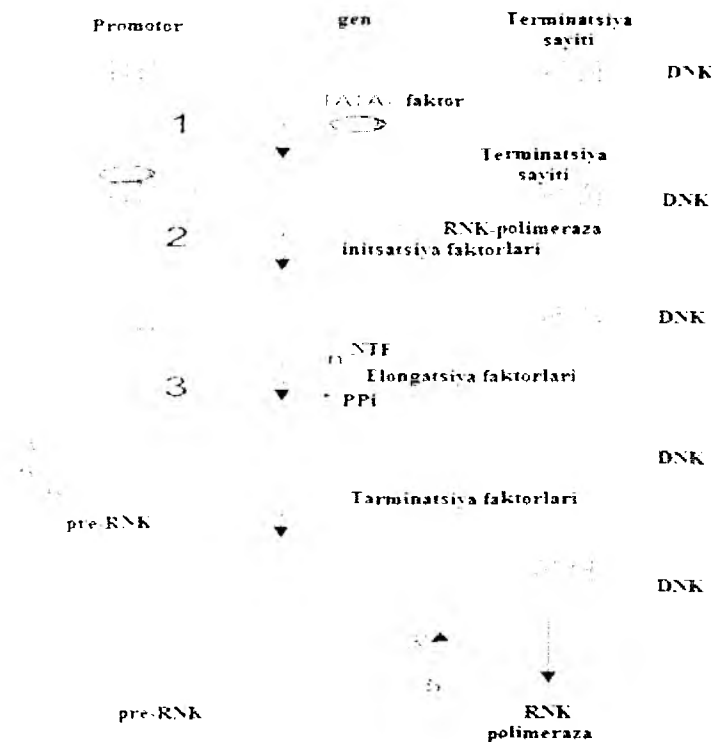 Promotor
gen
Terminatsiya
sayiti
DNK
TATA- faktor
1
Terminatsiya
sayiti
DNK
2
RNK-polimeraza
initsatsiya faktorlari
DNK
n NTF
Elongatsiya faktorlari
3
PPi
DNK
Tarminatsiya faktorlari
pre-RNK
DNK
pre-RNK
RNK
polimeraza